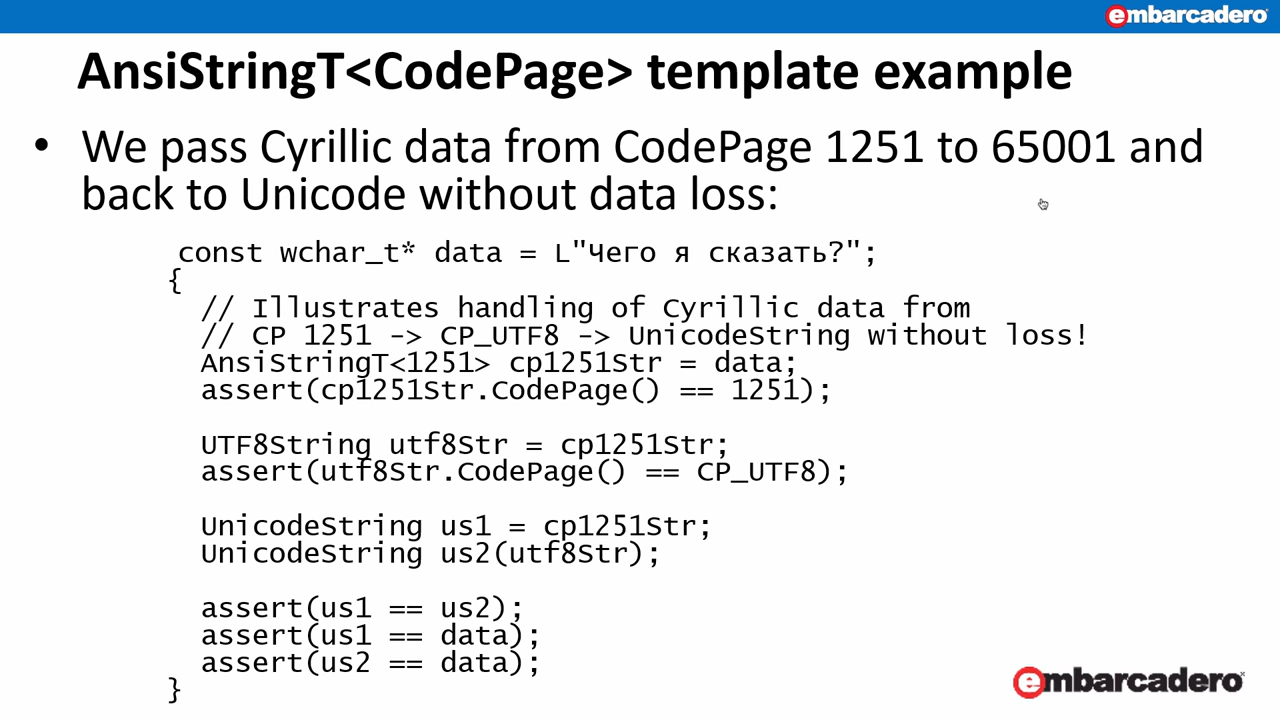 embarcadero
AnsiStringT<CodePage> template example
• We pass Cyrillic data from CodePage 1251 to 65001 and
back to Unicode without data loss:
const wchar_t* data = L"Чего я сказать?";
{
// Illustrates handling of Cyrillic data from
// CP 1251 -> CP_UTF8 -> UnicodeString without loss!
AnsiStringT<1251> cp1251Str = data;
assert(cp1251Str.CodePage() == 1251);
UTF8String utf8Str = cp1251Str;
assert(utf8Str.CodePage() == CP_UTF8);
UnicodeString us1 = cp1251Str;
UnicodeString us2(utf8Str);
assert(us1 == us2);
assert(us1 == data);
assert(us2 == data);
}
embarcadero